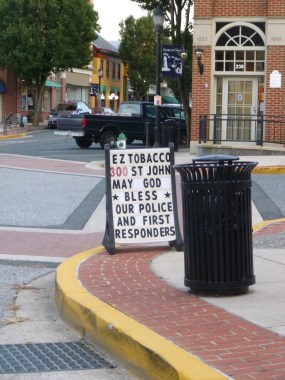 EZ TOBACCO
300 ST JOHN
MAY GOD
★ BLESS ★
OUR POLICE
AND FIRST
RESPONDERS